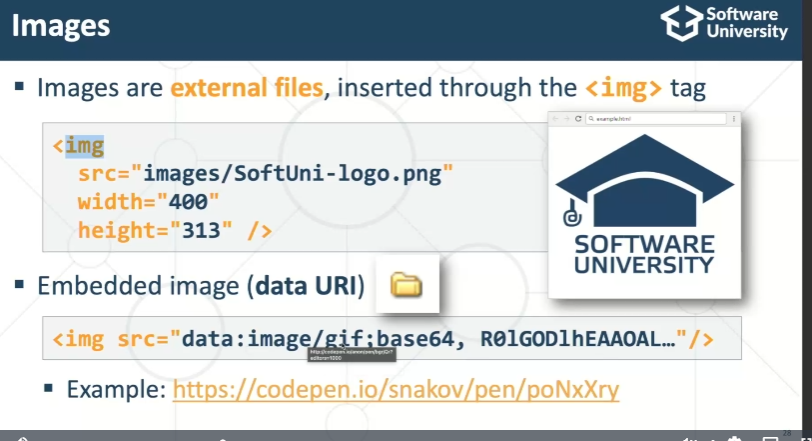 Images
Software
University
Images are external files, inserted through the <img> tag
<img
src="images/SoftUni-logo.png"
width="400"
height="313" />
example.html
SOFTWARE
UNIVERSITY
Embedded image (data URI)
<img src="data:image/gif;base64, R0lGODlhEAAOAL…"/>
Example: https://codepen.io/snakov/pen/poNxXry
28